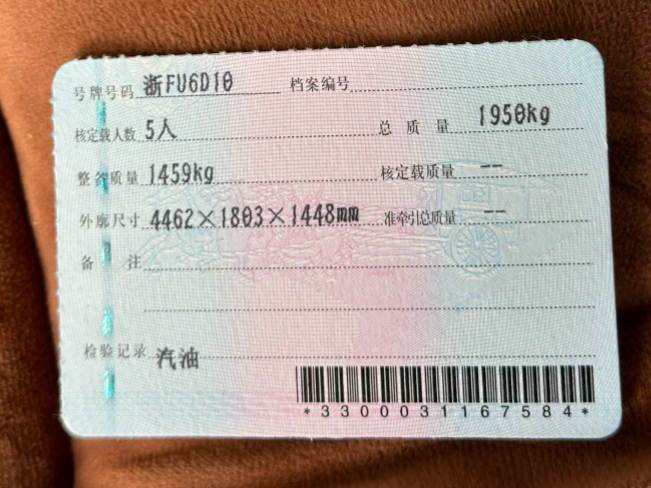 号牌号码 浙FU6D10 档案编号
核定载人数 5人 总质量 1950kg
整备质量 1459kg 核定载质量 --
外廓尺寸 4462×1803×1448mm 准牵引总质量 --
备注
检验记录 汽油
*3300031167584*